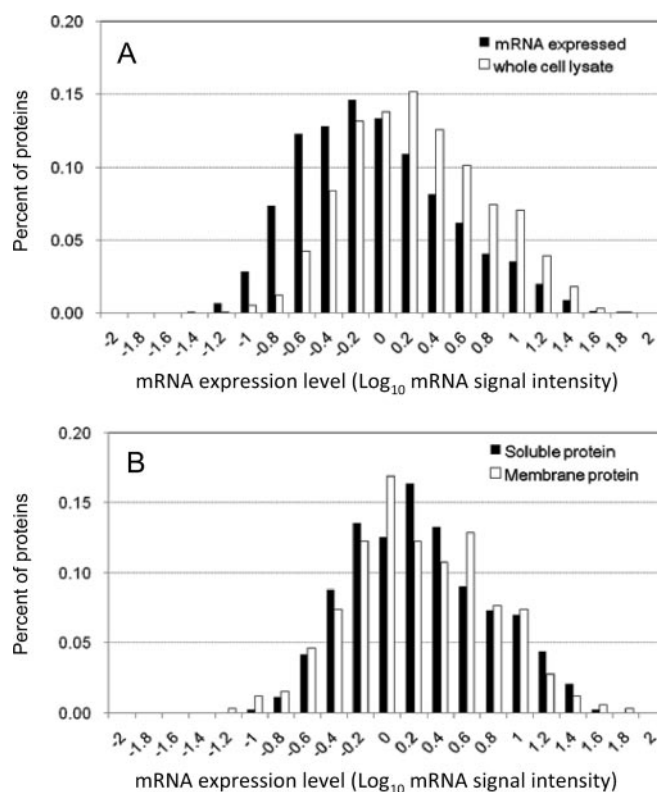 A
mRNA expressed
whole cell lysate
Percent of proteins
0.20
0.15
0.10
0.05
0.00
-2 -1.8 -1.6 -1.4 -1.2 -1 -0.8 -0.6 -0.4 -0.2 0 0.2 0.4 0.6 0.8 1 1.2 1.4 1.6 1.8 2
mRNA expression level (Log10 mRNA signal intensity)
B
Soluble protein
Membrane protein
Percent of proteins
0.20
0.15
0.10
0.05
0.00
-2 -1.8 -1.6 -1.4 -1.2 -1 -0.8 -0.6 -0.4 -0.2 0 0.2 0.4 0.6 0.8 1 1.2 1.4 1.6 1.8 2
mRNA expression level (Log10 mRNA signal intensity)